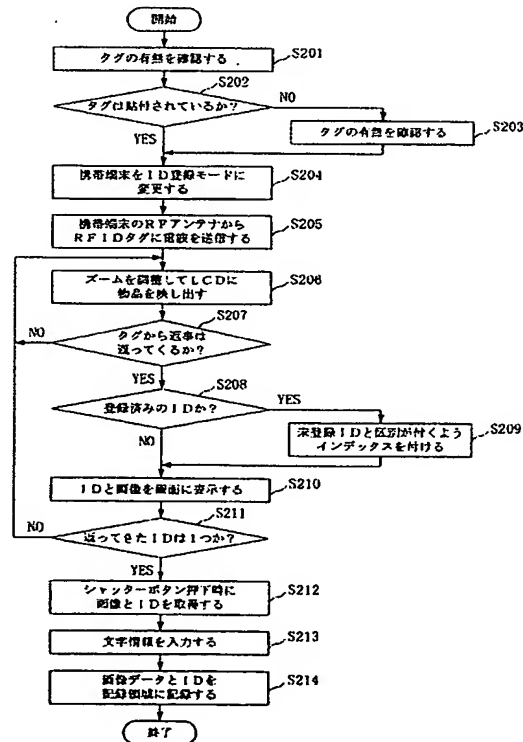 開始
タグの有無を確認する
S201
S202
タグは貼付されているか?
NO
YES
タグの有無を確認する
S203
携帯端末をID登録モードに
変更する
S204
携帯端末のRFアンテナから
RFIDタグに電波を送信する
S205
ズームを調整してLCDに
物品を映し出す
S206
S207
NO
タグから返事は
返ってくるか?
YES
S208
登録済みのIDか?
YES
NO
未登録IDと区別が付くよう
インデックスを付ける
S209
IDと画像を画面に表示する
S210
S211
NO
返ってきたIDは1つか?
YES
シャッターボタン押下時に
画像とIDを取得する
S212
文字情報を入力する
S213
画像データとIDを
記録領域に記録する
S214
終了